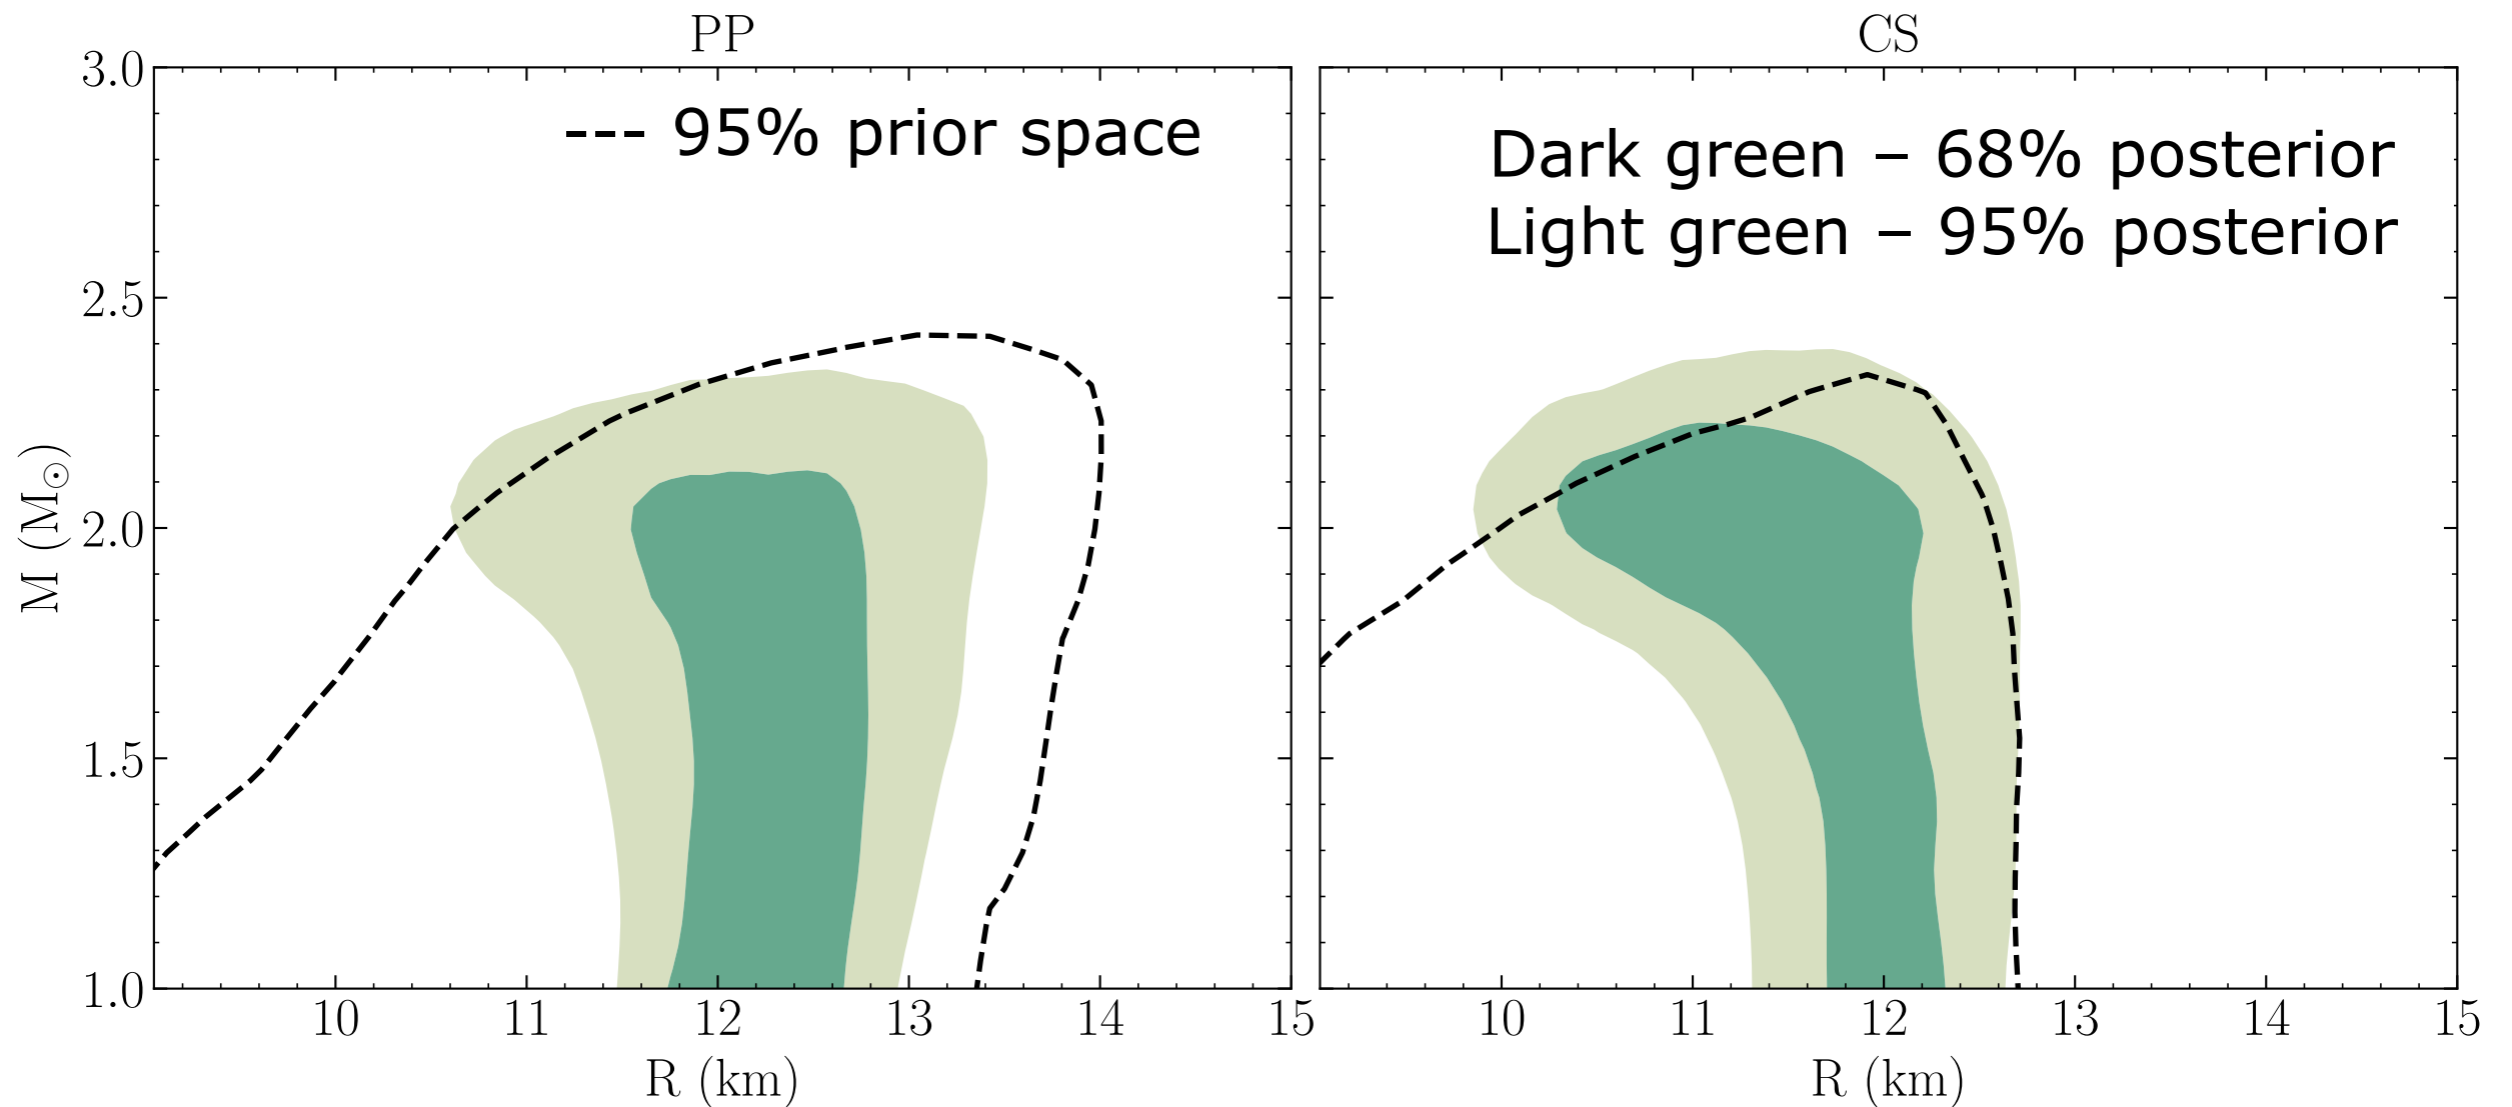 PP
CS
--- 95% prior space
Dark green – 68% posterior
Light green – 95% posterior
M (M⊙)
3.0
2.5
2.0
1.5
1.0
10 11 12 13 14 15
10 11 12 13 14 15
R (km)
R (km)